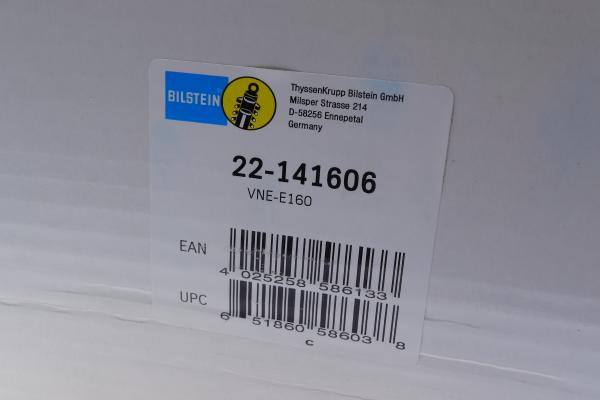 BILSTEIN
ThyssenKrupp Bilstein GmbH
Milsper Strasse 214
D-58256 Ennepetal
Germany
22-141606
VNE-E160
EAN
4 025258 586133
UPC
6 51860 58603 8
c